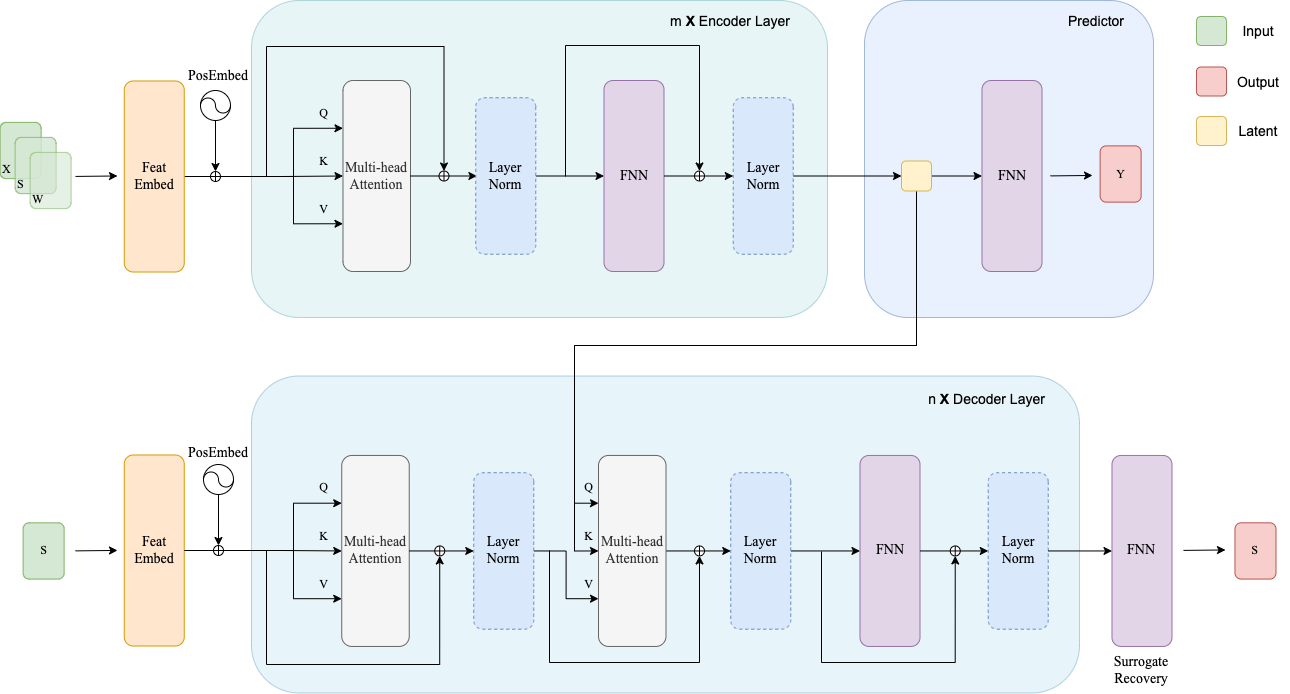 m X Encoder Layer
Predictor
Input
Output
Latent
PosEmbed
X
S
W
Feat
Embed
Q
K
V
Multi-head
Attention
Layer
Norm
FNN
Layer
Norm
FNN
Y
n X Decoder Layer
PosEmbed
S
Feat
Embed
Q
K
V
Multi-head
Attention
Layer
Norm
Q
K
V
Multi-head
Attention
Layer
Norm
FNN
Layer
Norm
FNN
S
Surrogate
Recovery